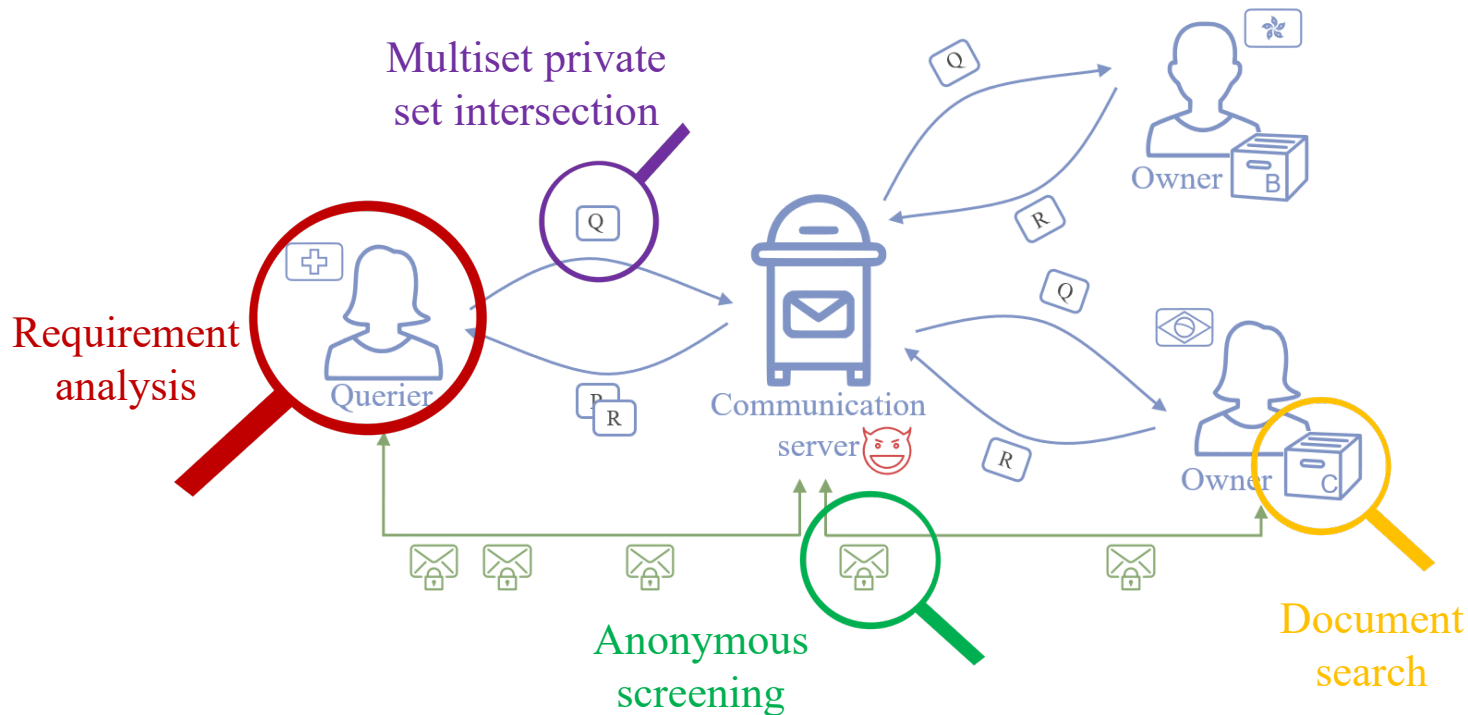 Multiset private
set intersection
Q
Owner
B
R
Q
Requirement
analysis
Querier
R
R
Communication
server
Q
R
Owner
C
Anonymous
screening
Document
search